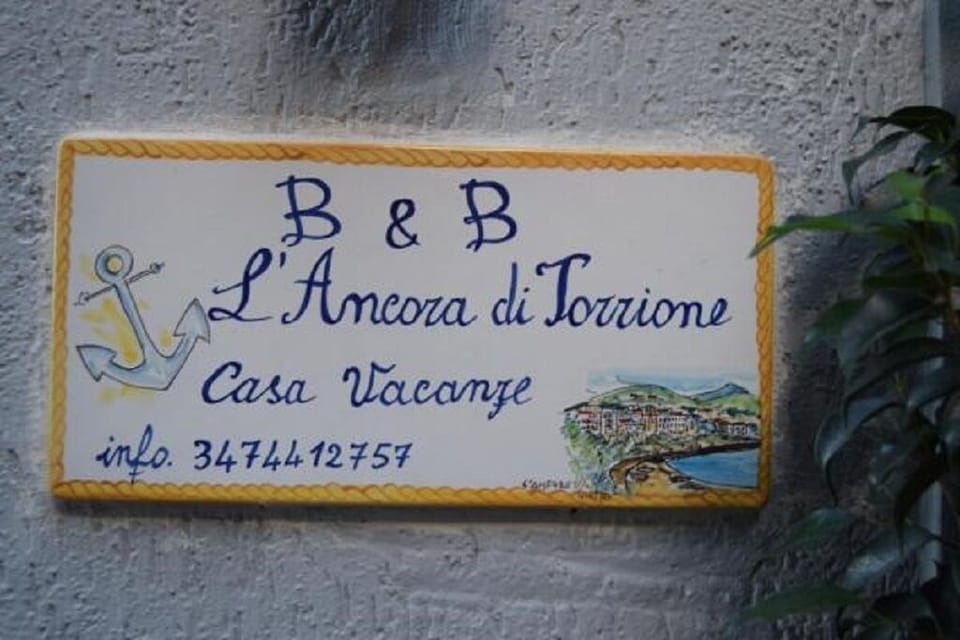 B & B
L'Ancora di Torrione
Casa Vacanze
info. 3474412757